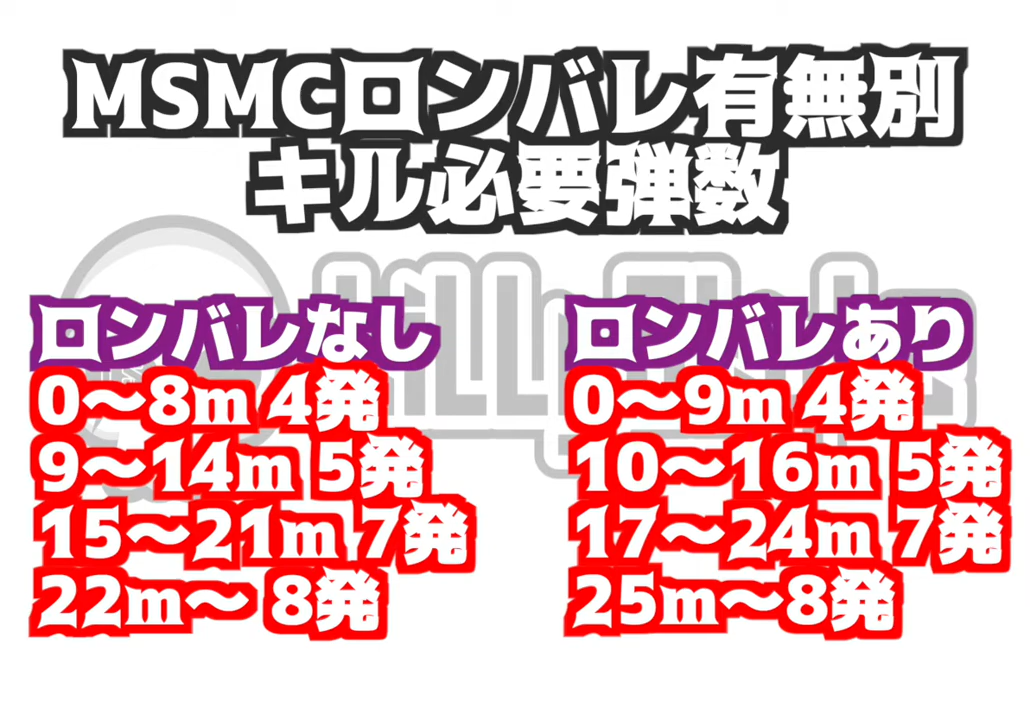 MSMCロンバレ有無別
キル必要弾数
ロンバレなし
0〜8m 4発
9〜14m 5発
15〜21m 7発
22m〜 8発
ロンバレあり
0〜9m 4発
10〜16m 5発
17〜24m 7発
25m〜8発